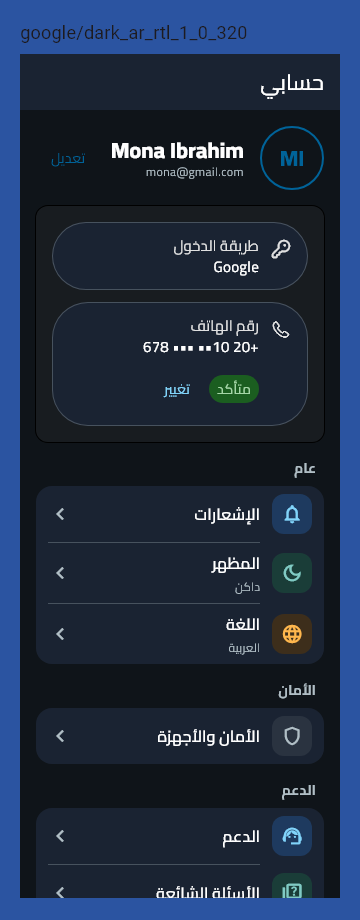 google/dark_ar_rtl_1_0_320
حسابي
MI
Mona Ibrahim
mona@gmail.com
تعديل
طريقة الدخول
Google
رقم الهاتف
+20 10•• ••• 678
متأكد
تغيير
عام
الإشعارات
المظهر
داكن
اللغة
العربية
الأمان
الأمان والأجهزة
الدعم
الدعم
الأسئلة الشائعة